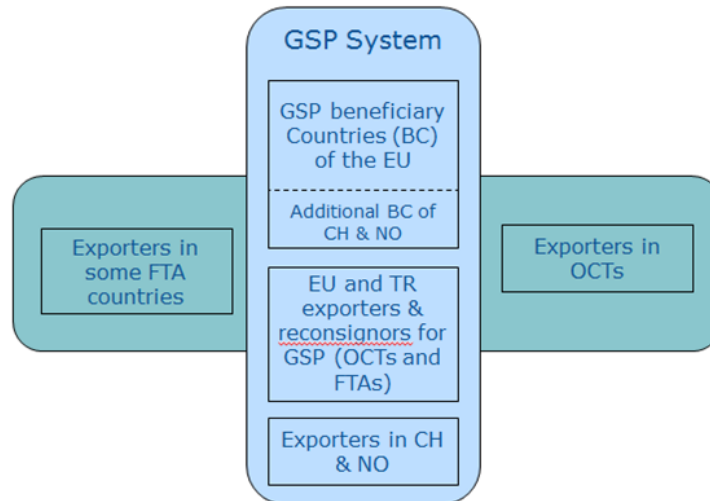 GSP System
GSP beneficiary
Countries (BC)
of the EU
Additional BC of
CH & NO
Exporters in
some FTA
countries
Exporters in
OCTs
EU and TR
exporters &
reconsignors for
GSP (OCTs and
FTAs)
Exporters in CH
& NO